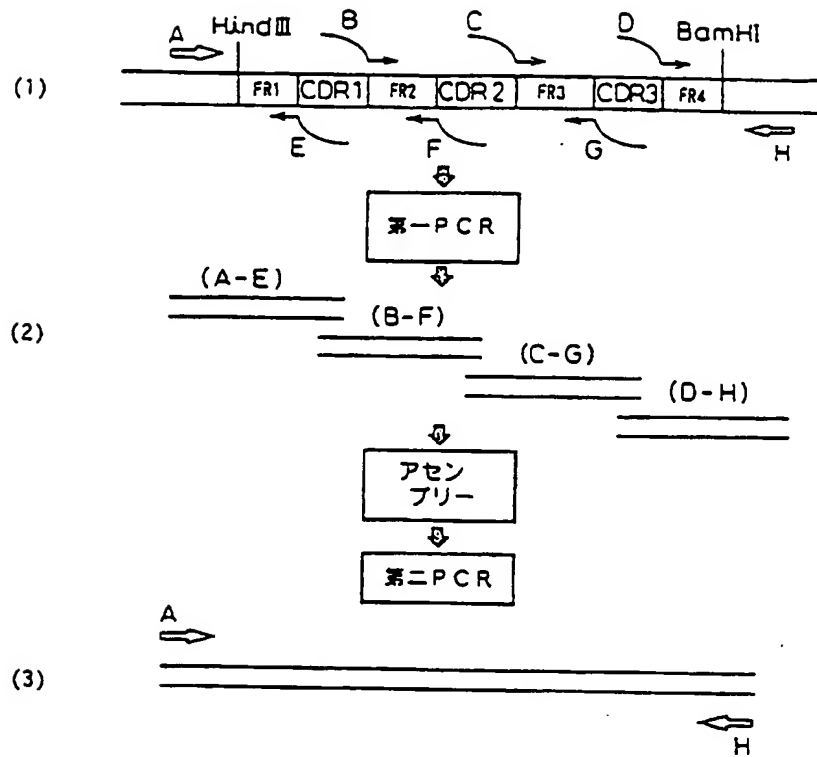 A HindⅢ B C D BamHI
(1)
FR1 CDR1 FR2 CDR2 FR3 CDR3 FR4
E F G H
第一PCR
(A-E)
(2) (B-F)
(C-G)
(D-H)
アセン
ブリー
第二PCR
A
(3)
H